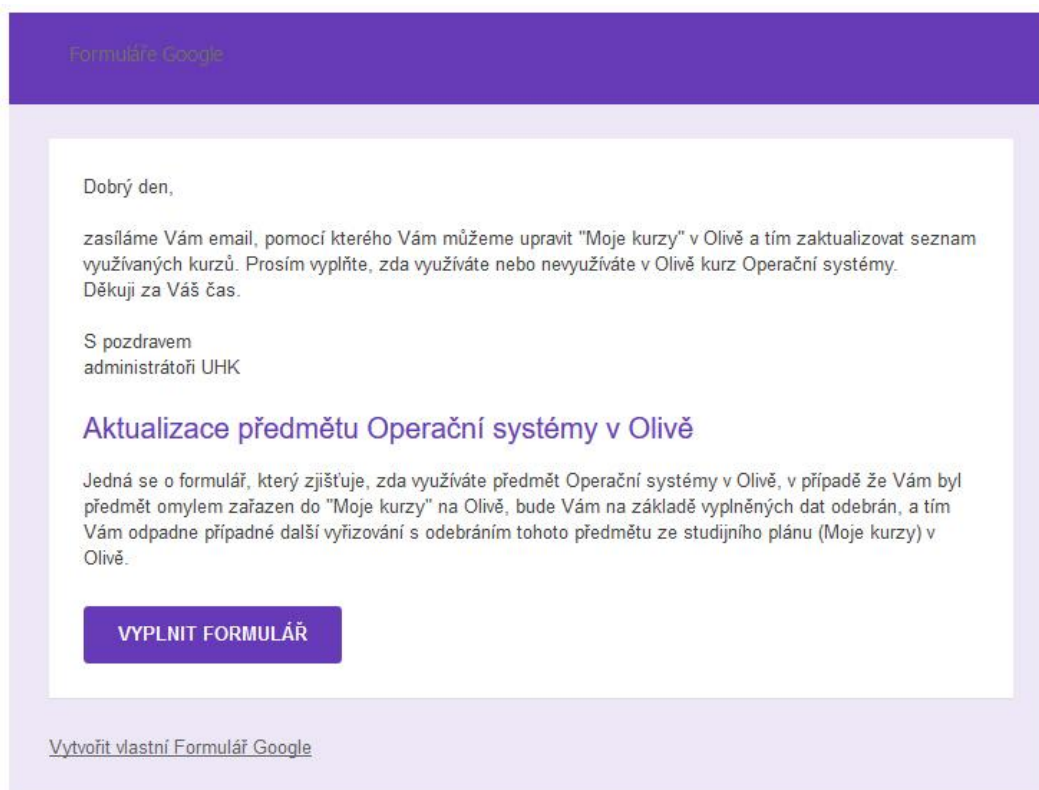 Formuláře Google
Dobrý den,
zasíláme Vám email, pomocí kterého Vám můžeme upravit "Moje kurzy" v Olivě a tím zaktualizovat seznam
využívaných kurzů. Prosím vyplňte, zda využíváte nebo nevyužíváte v Olivě kurz Operační systémy.
Děkuji za Váš čas.
S pozdravem
administrátoři UHK
Aktualizace předmětu Operační systémy v Olivě
Jedná se o formulář, který zjišťuje, zda využíváte předmět Operační systémy v Olivě, v případě že Vám byl
předmět omylem zařazen do "Moje kurzy" na Olivě, bude Vám na základě vyplněných dat odebrán, a tím
Vám odpadne případné další vyřizování s odebráním tohoto předmětu ze studijního plánu (Moje kurzy) v
Olivě.
VYPLNIT FORMULÁŘ
Vytvořit vlastní Formulář Google